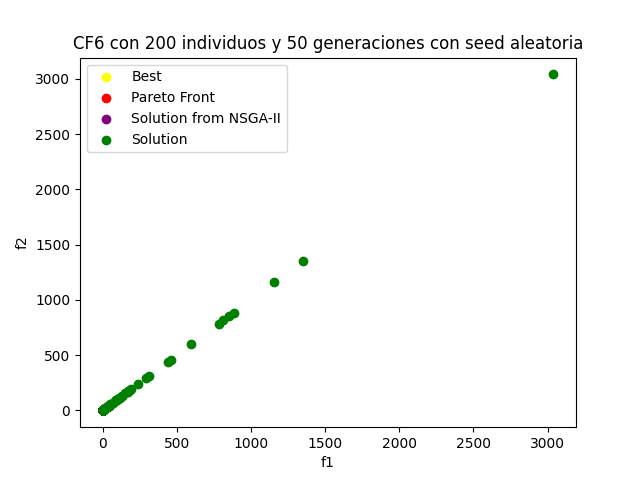 CF6 con 200 individuos y 50 generaciones con seed aleatoria
Best
Pareto Front
Solution from NSGA-II
Solution
3000
2500
2000
1500
1000
500
0
f2
0 500 1000 1500 2000 2500 3000
f1